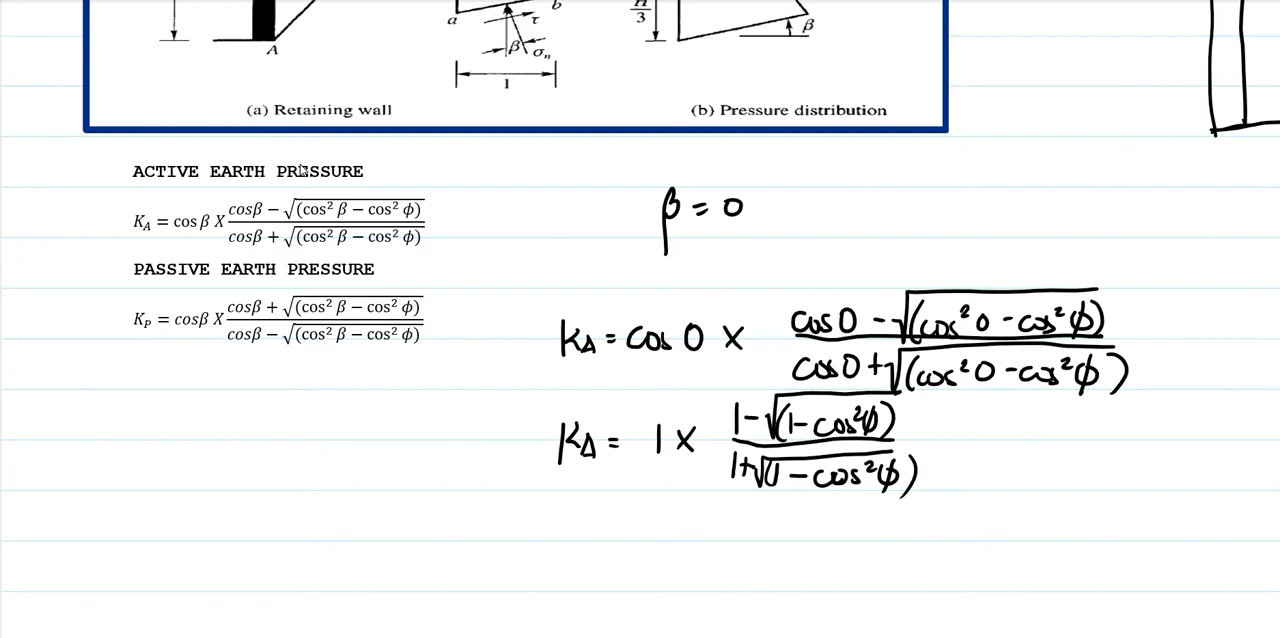 H/3
a
b
τ
β
A
β
σₙ
1
(a) Retaining wall
(b) Pressure distribution
ACTIVE EARTH PRESSURE
K_A = cos β X (cosβ − √(cos² β − cos² ϕ)) / (cosβ + √(cos² β − cos² ϕ))
PASSIVE EARTH PRESSURE
K_P = cosβ X (cosβ + √(cos² β − cos² ϕ)) / (cosβ − √(cos² β − cos² ϕ))
β = 0
K_A = cos 0 × (cos 0 − √(cos² 0 − cos² ϕ)) / (cos 0 + √(cos² 0 − cos² ϕ))
K_A = 1 × (1 − √(1 − cos² ϕ)) / (1 + √(1 − cos² ϕ))